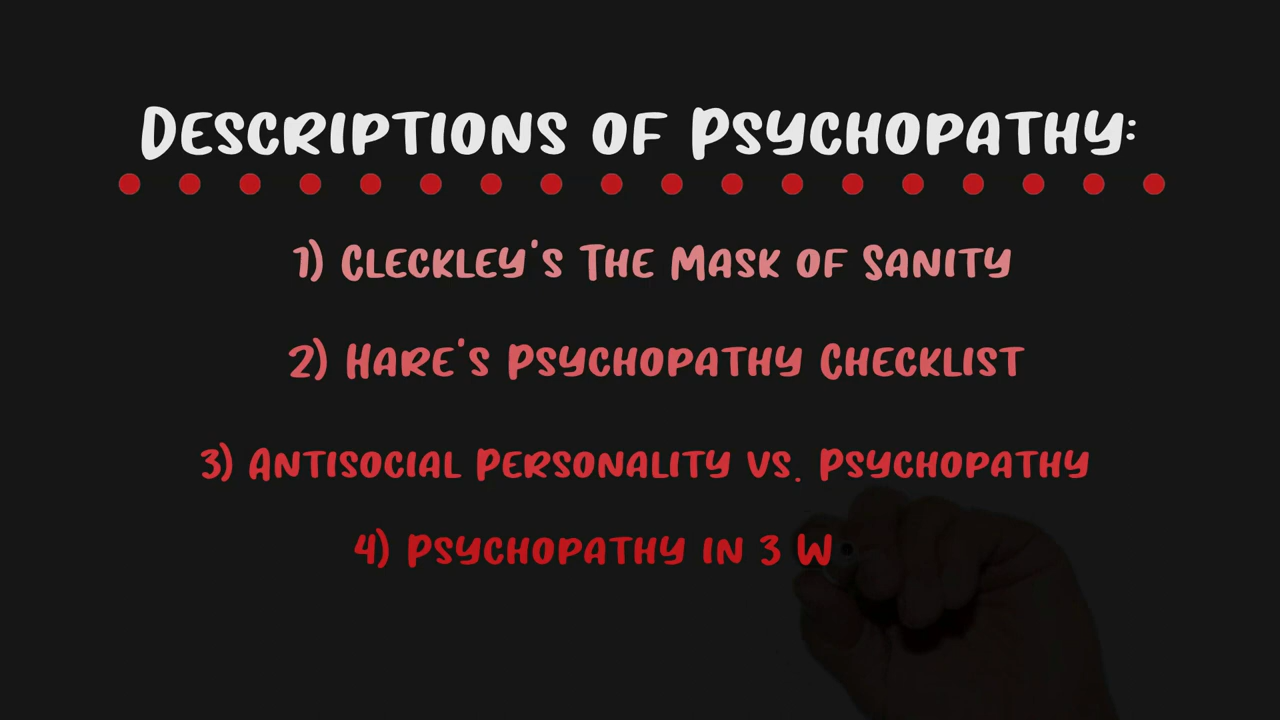 Descriptions of Psychopathy:
1) Cleckley's The Mask of Sanity
2) Hare's Psychopathy Checklist
3) Antisocial Personality vs. Psychopathy
4) Psychopathy in 3 W